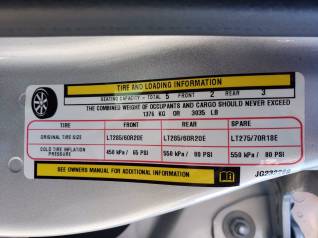 TIRE AND LOADING INFORMATION
SEATING CAPACITY - TOTAL 5 FRONT 2 REAR 3
THE COMBINED WEIGHT OF OCCUPANTS AND CARGO SHOULD NEVER EXCEED
1376 KG OR 3035 LB
TIRE FRONT REAR SPARE
ORIGINAL TIRE SIZE LT285/60R20E LT285/60R20E LT275/70R18E
COLD TIRE INFLATION PRESSURE 450 kPa / 65 PSI 550 kPa / 80 PSI 550 kPa / 80 PSI
SEE OWNERS MANUAL FOR ADDITIONAL INFORMATION